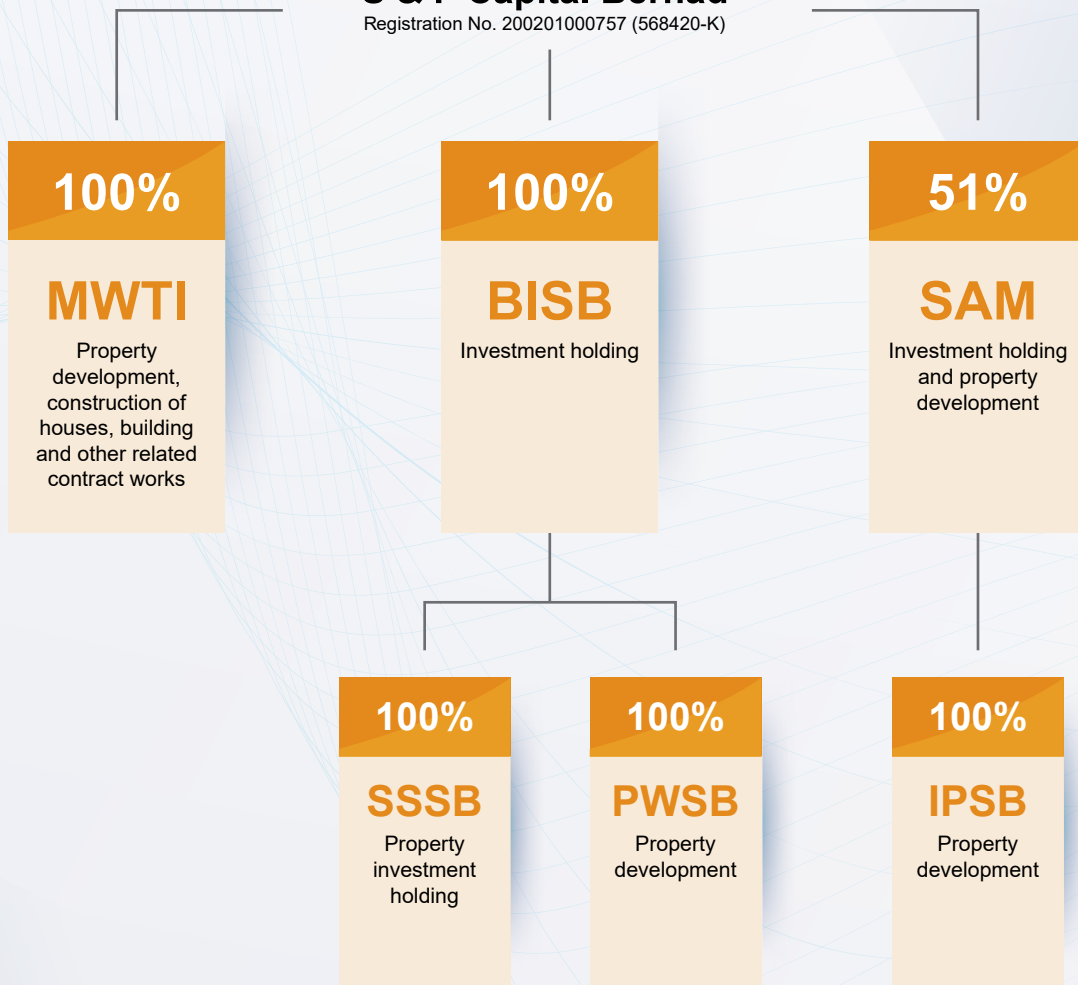 Capital Berhad
Registration No. 200201000757 (568420-K)
100%
MWTI
Property
development,
construction of
houses, building
and other related
contract works
100%
BISB
Investment holding
51%
SAM
Investment holding
and property
development
100%
SSSB
Property
investment
holding
100%
PWSB
Property
development
100%
IPSB
Property
development